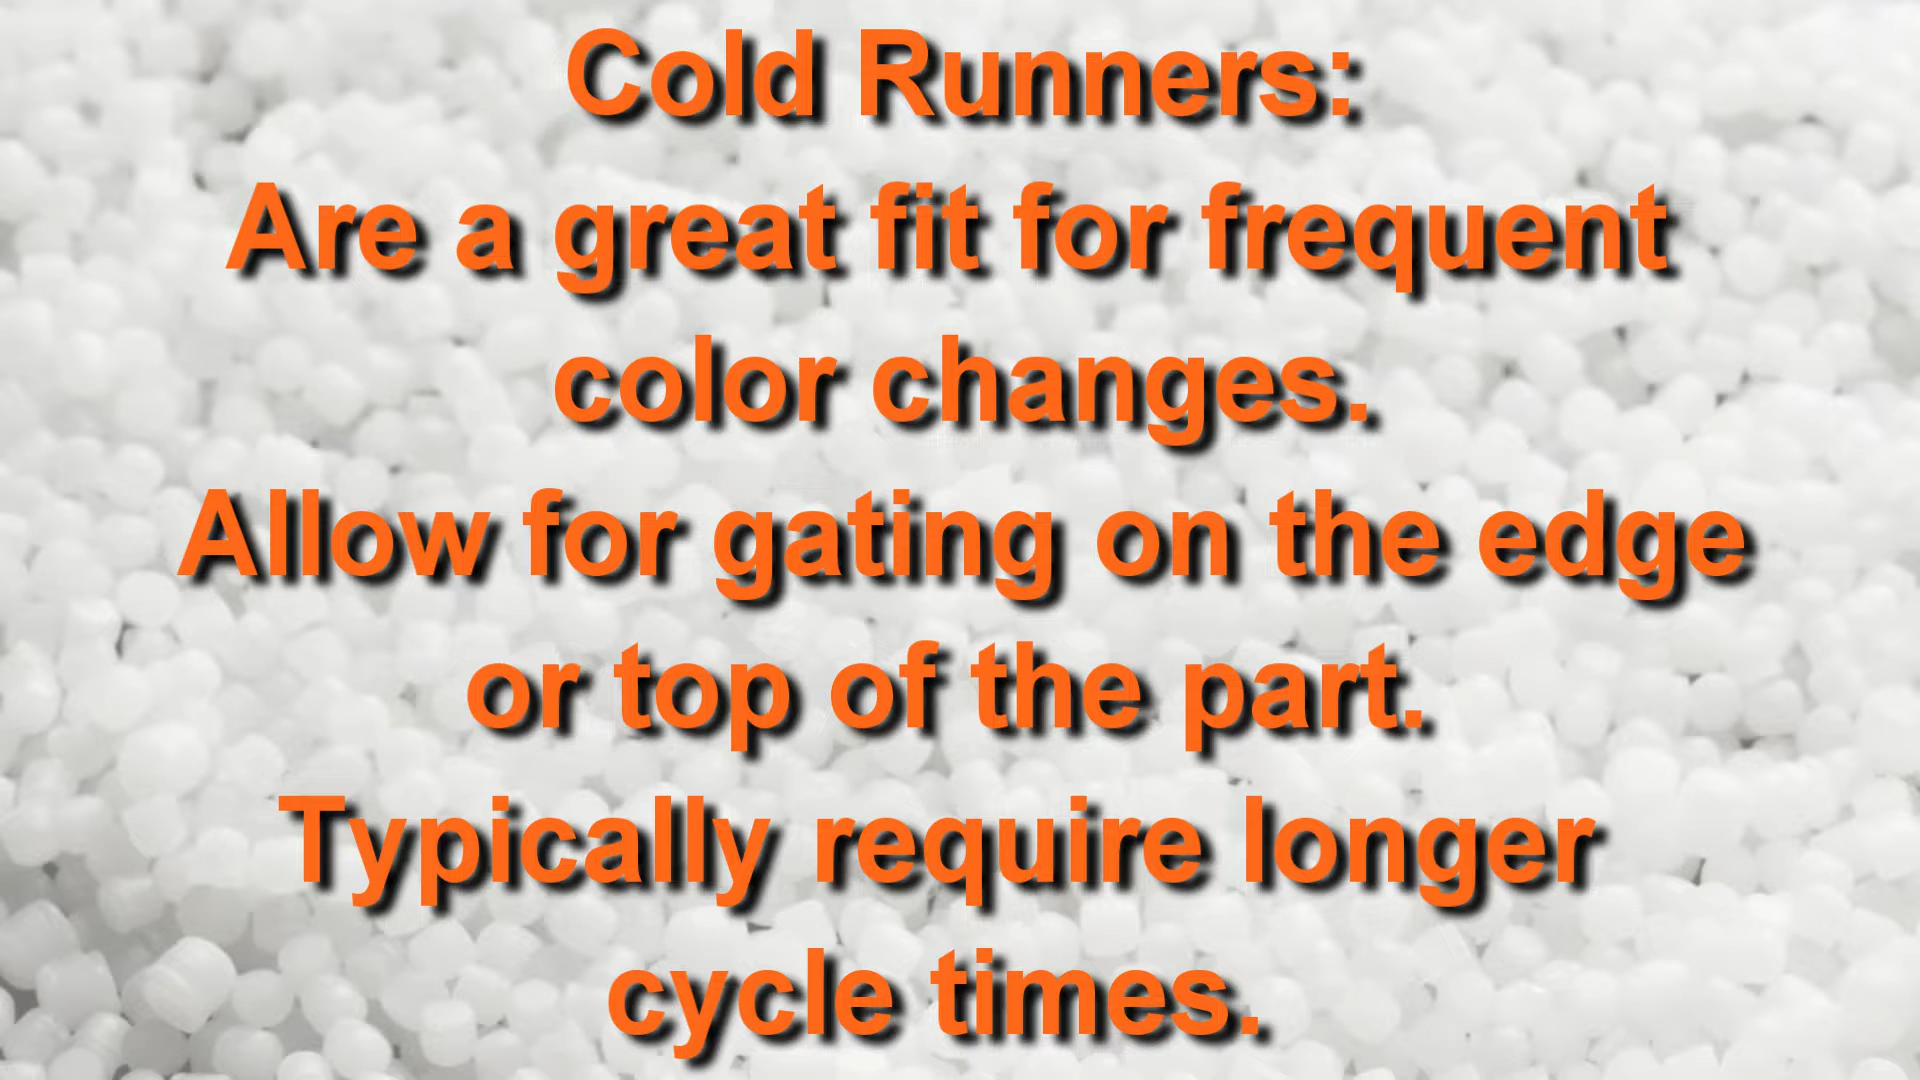 Cold Runners:
Are a great fit for frequent
color changes.
Allow for gating on the edge
or top of the part.
Typically require longer
cycle times.